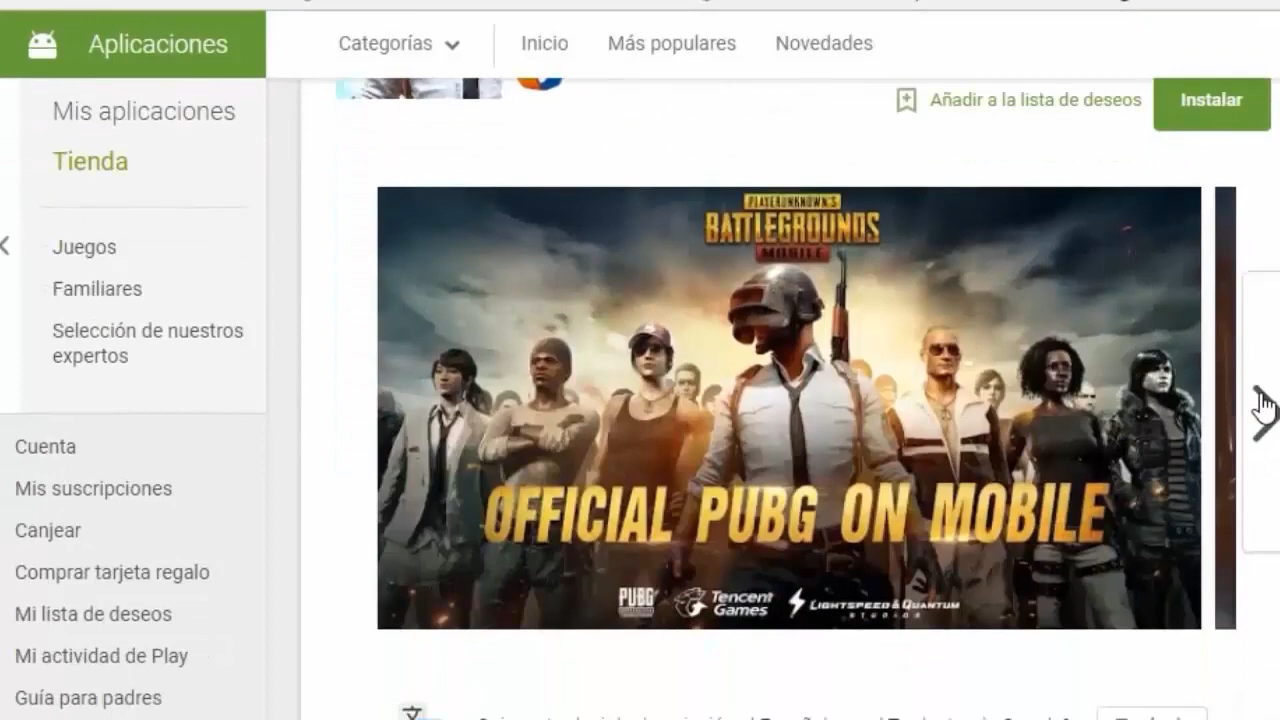 Aplicaciones
Categorías
Inicio
Más populares
Novedades
Mis aplicaciones
Tienda
Añadir a la lista de deseos
Instalar
Juegos
Familiares
Selección de nuestros
expertos
Cuenta
Mis suscripciones
Canjear
Comprar tarjeta regalo
Mi lista de deseos
Mi actividad de Play
Guía para padres
PLAYERUNKNOWN'S
BATTLEGROUNDS
MOBILE
OFFICIAL PUBG ON MOBILE
PUBG
Tencent
Games
LIGHTSPEED & QUANTUM
STUDIOS